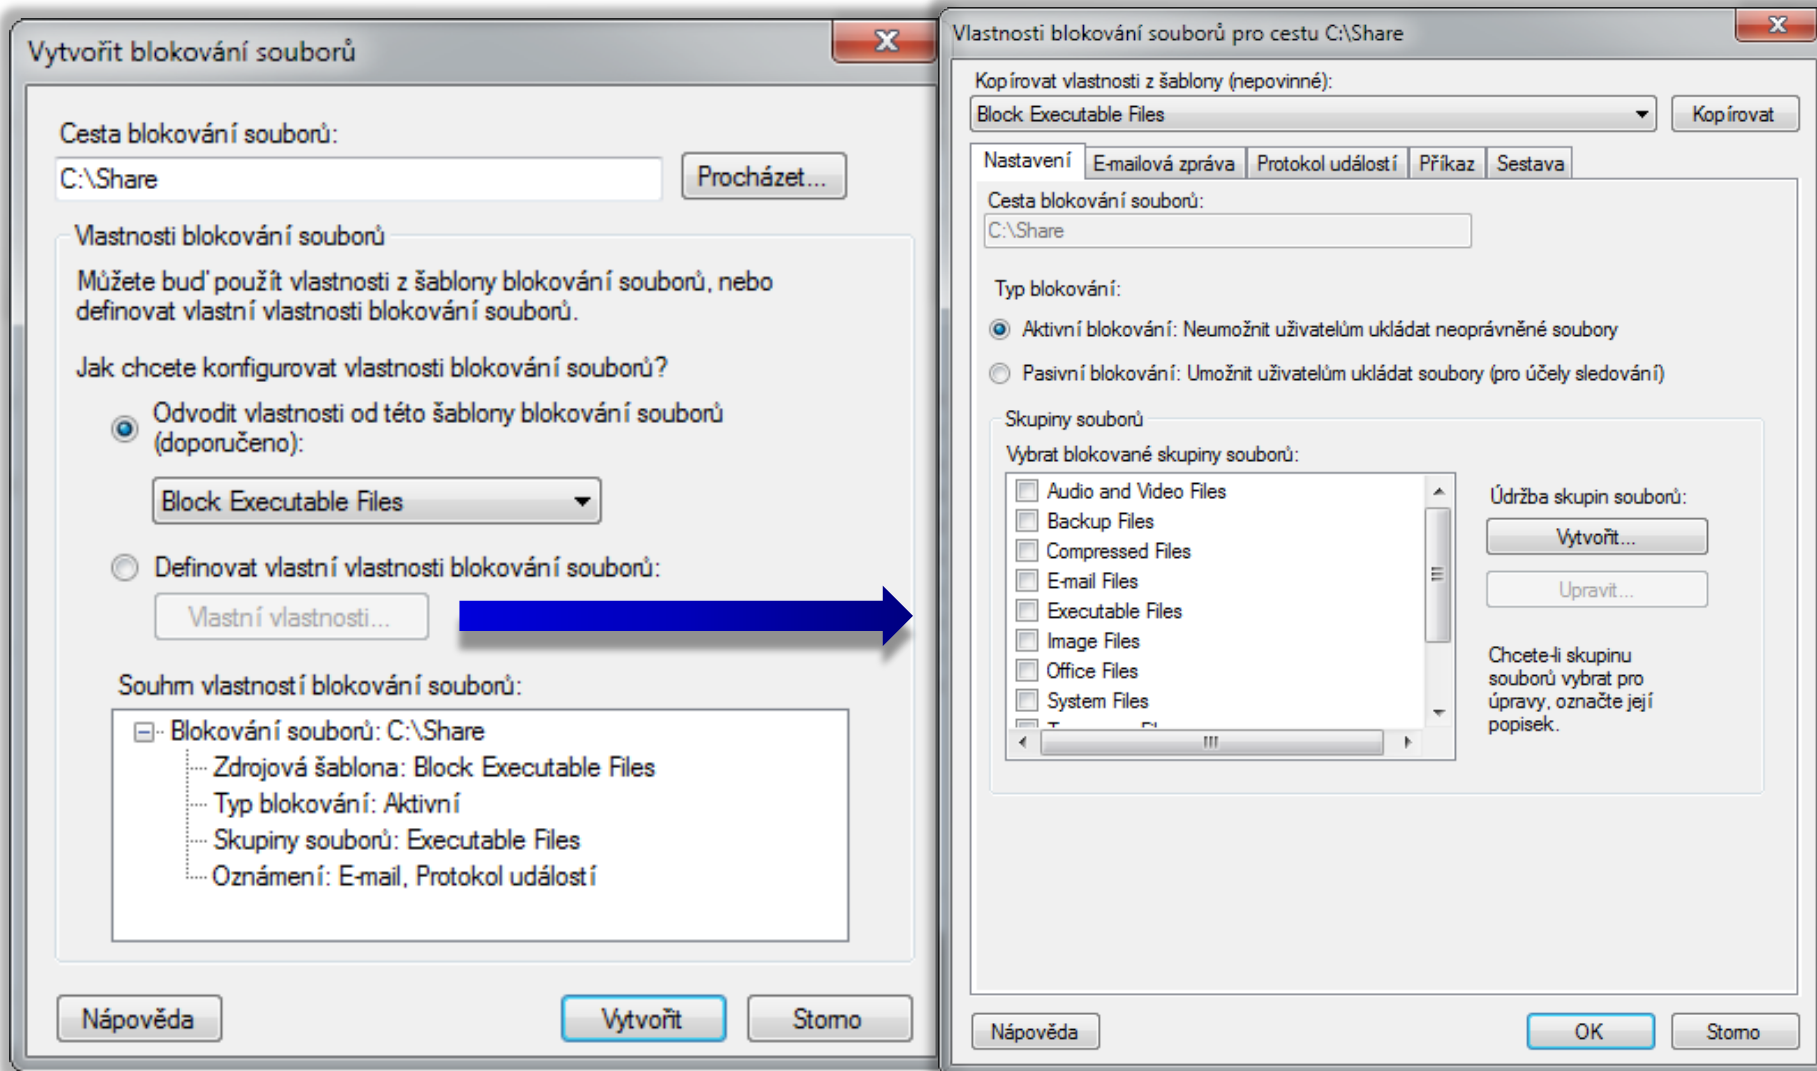 Vytvořit blokování souborů
Cesta blokování souborů:
C:\Share
Procházet...
Vlastnosti blokování souborů
Můžete buď použít vlastnosti z šablony blokování souborů, nebo
definovat vlastní vlastnosti blokování souborů.
Jak chcete konfigurovat vlastnosti blokování souborů?
Odvodit vlastnosti od této šablony blokování souborů
(doporučeno):
Block Executable Files
Definovat vlastní vlastnosti blokování souborů:
Vlastní vlastnosti...
Souhrn vlastností blokování souborů:
Blokování souborů: C:\Share
Zdrojová šablona: Block Executable Files
Typ blokování: Aktivní
Skupiny souborů: Executable Files
Oznámení: E-mail, Protokol událostí
Nápověda
Vytvořit
Storno
Vlastnosti blokování souborů pro cestu C:\Share
Kopírovat vlastnosti z šablony (nepovinné):
Block Executable Files
Kopírovat
Nastavení
E-mailová zpráva
Protokol událostí
Příkaz
Sestava
Cesta blokování souborů:
C:\Share
Typ blokování:
Aktivní blokování: Neumožnit uživatelům ukládat neoprávněné soubory
Pasivní blokování: Umožnit uživatelům ukládat soubory (pro účely sledování)
Skupiny souborů
Vybrat blokované skupiny souborů:
Audio and Video Files
Backup Files
Compressed Files
E-mail Files
Executable Files
Image Files
Office Files
System Files
Údržba skupin souborů:
Vytvořit...
Upravit...
Chcete-li skupinu
souborů vybrat pro
úpravy, označte její
popisek.
Nápověda
OK
Storno